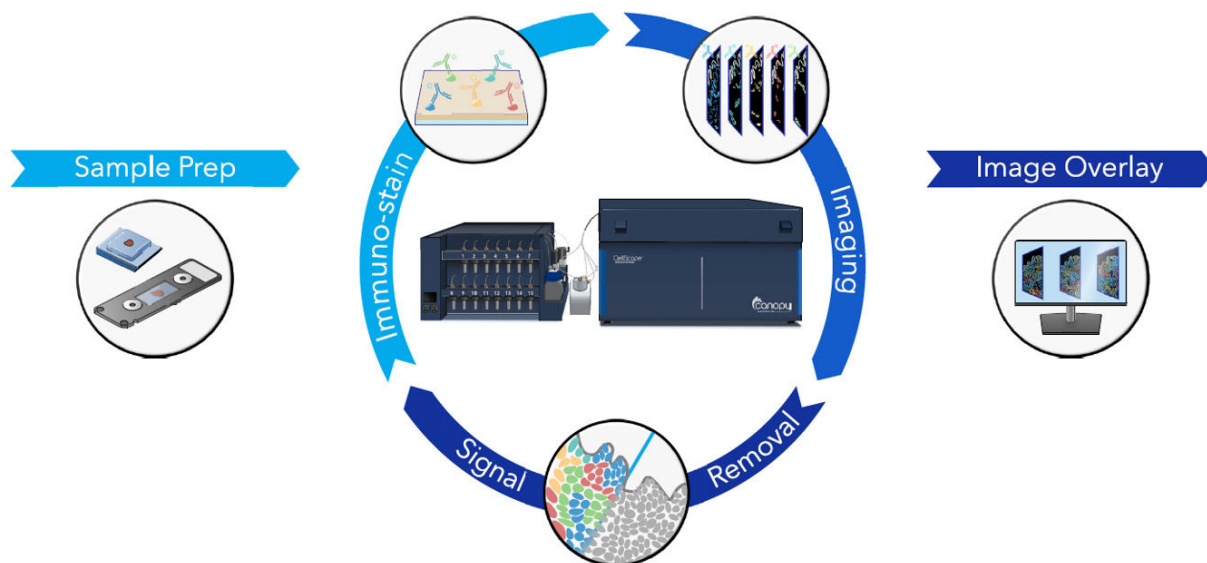 Sample Prep
Immuno-stain
Imaging
Image Overlay
1 2 3 4 5 6 7
8 9 10 11 12 13 14 15
CellScape
canopy
Signal
Removal